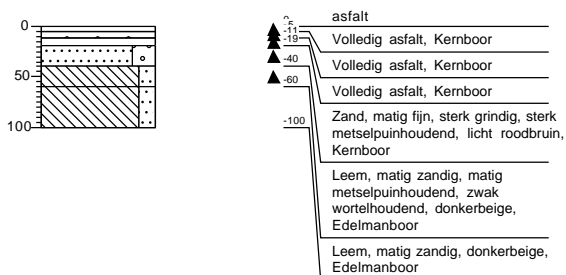 0
50
100
0
-5
-11
-19
-40
-60
-100
asfalt
Volledig asfalt, Kernboor
Volledig asfalt, Kernboor
Volledig asfalt, Kernboor
Zand, matig fijn, sterk grindig, sterk
metselpuinhoudend, licht roodbruin,
Kernboor
Leem, matig zandig, matig
metselpuinhoudend, zwak
wortelhoudend, donkerbeige,
Edelmanboor
Leem, matig zandig, donkerbeige,
Edelmanboor